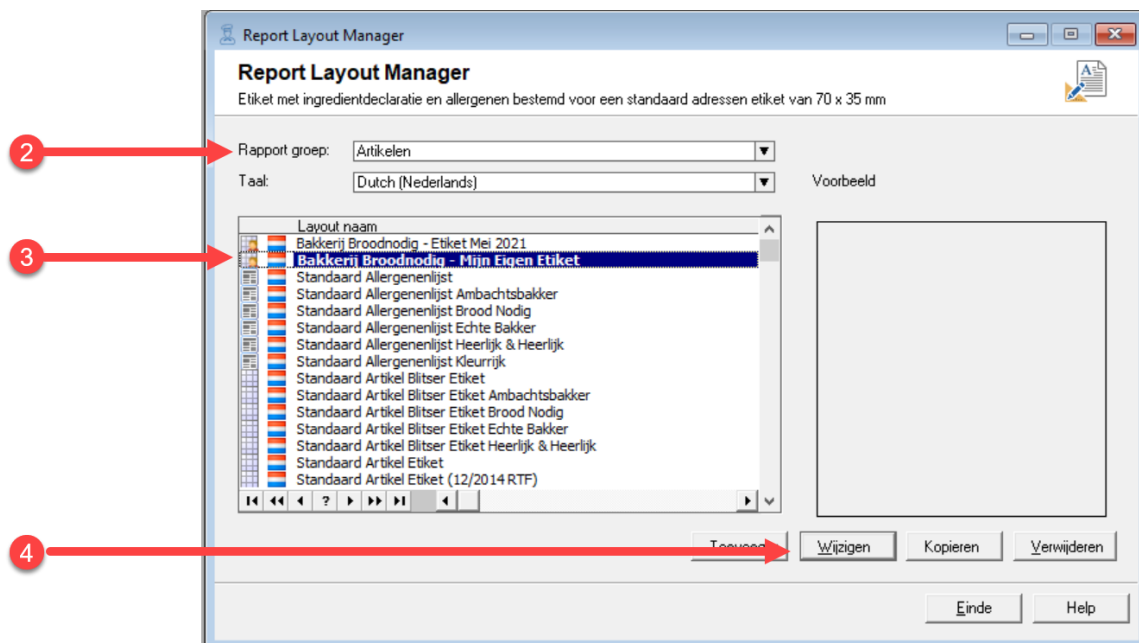 Report Layout Manager
Report Layout Manager
Etiket met ingredientdeclaratie en allergenen bestemd voor een standaard adressen etiket van 70 x 35 mm
2
Rapport groep: Artikelen
Taal: Dutch (Nederlands) Voorbeeld
Layout naam
Bakkerij Broodnodig - Etiket Mei 2021
3
Bakkerij Broodnodig - Mijn Eigen Etiket
Standaard Allergenenlijst
Standaard Allergenenlijst Ambachtsbakker
Standaard Allergenenlijst Brood Nodig
Standaard Allergenenlijst Echte Bakker
Standaard Allergenenlijst Heerlijk & Heerlijk
Standaard Allergenenlijst Kleurrijk
Standaard Artikel Blitser Etiket
Standaard Artikel Blitser Etiket Ambachtsbakker
Standaard Artikel Blitser Etiket Brood Nodig
Standaard Artikel Blitser Etiket Echte Bakker
Standaard Artikel Blitser Etiket Heerlijk & Heerlijk
Standaard Artikel Etiket
Standaard Artikel Etiket (12/2014 RTF)
?
4
Wijzigen Kopieren Verwijderen
Einde Help